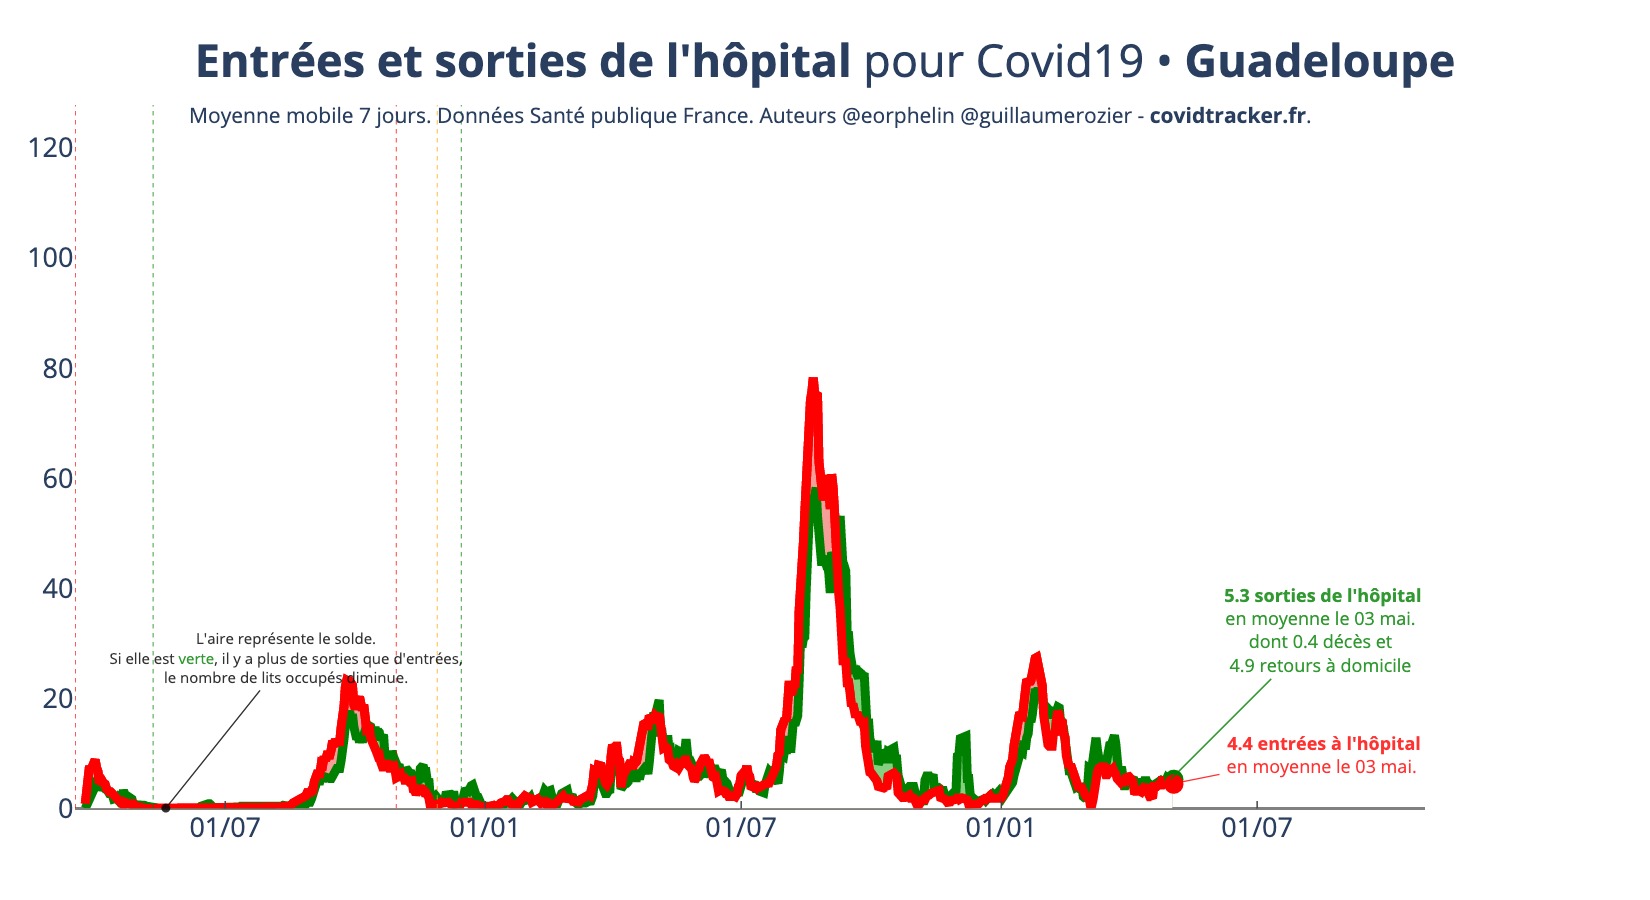 Entrées et sorties de l'hôpital pour Covid19 • Guadeloupe
Moyenne mobile 7 jours. Données Santé publique France. Auteurs @eorphelin @guillaumerozier - covidtracker.fr.
120
100
80
60
40
20
0
L'aire représente le solde.
Si elle est verte, il y a plus de sorties que d'entrées,
le nombre de lits occupés diminue.
5.3 sorties de l'hôpital
en moyenne le 03 mai.
dont 0.4 décès et
4.9 retours à domicile
4.4 entrées à l'hôpital
en moyenne le 03 mai.
01/07 01/01 01/07 01/01 01/07